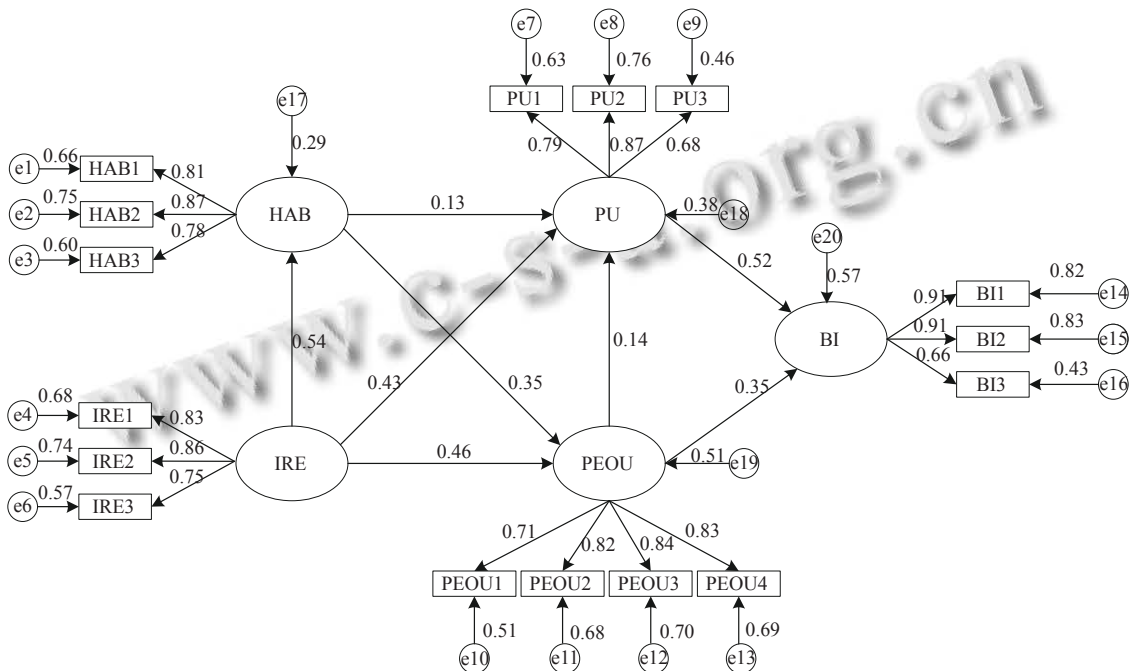 e7 e8 e9
0.63 0.76 0.46
PU1 PU2 PU3
0.79 0.87 0.68
e17
0.29
e1 0.66 HAB1 0.81
e2 0.75 HAB2 0.87
e3 0.60 HAB3 0.78
HAB 0.13 PU 0.38 e18
e20
0.57
0.52
0.91 BI1 0.82 e14
BI 0.91 BI2 0.83 e15
0.66 BI3 0.43 e16
0.54 0.43 0.35 0.14 0.35
e4 0.68 IRE1 0.83
e5 0.74 IRE2 0.86
e6 0.57 IRE3 0.75
IRE 0.46 PEOU 0.51 e19
0.71 0.82 0.84 0.83
PEOU1 PEOU2 PEOU3 PEOU4
0.51 0.68 0.70 0.69
e10 e11 e12 e13
www.c-s-a.org.cn